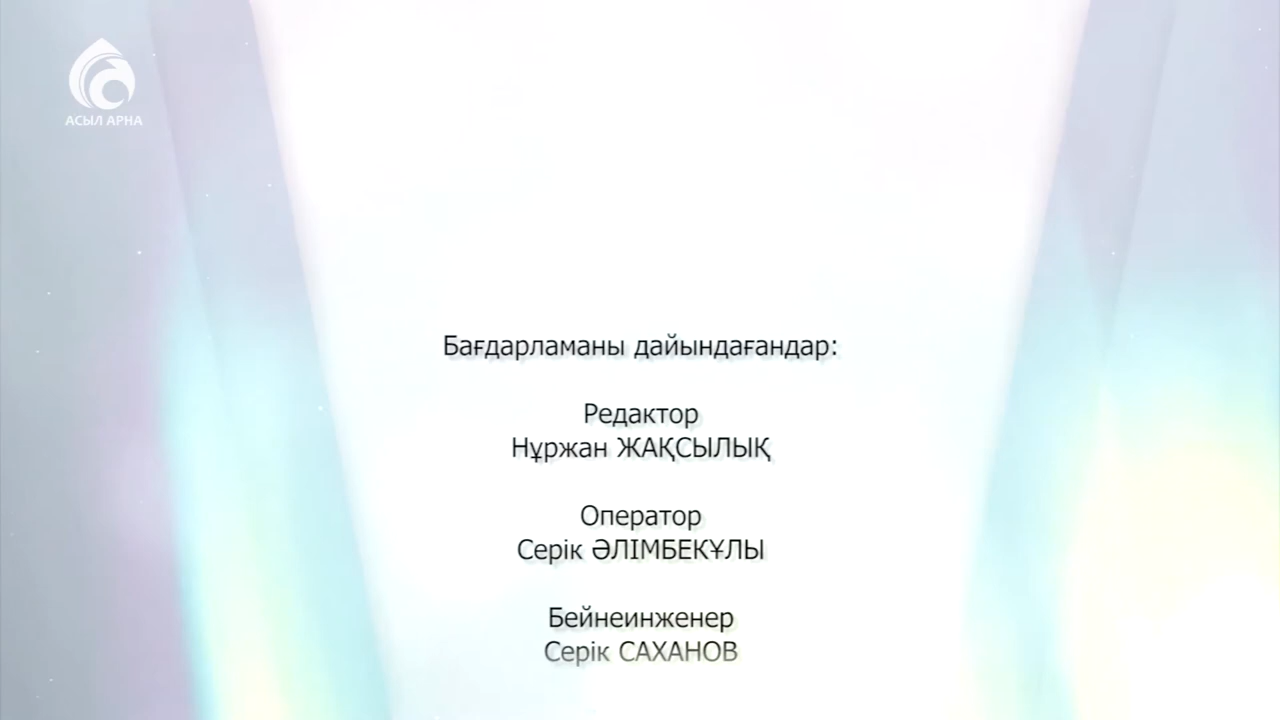 АСЫЛ АРНА
Бағдарламаны дайындағандар:
Редактор
Нұржан ЖАҚСЫЛЫҚ
Оператор
Серік ӘЛІМБЕКҰЛЫ
Бейнеинженер
Серік САХАНОВ